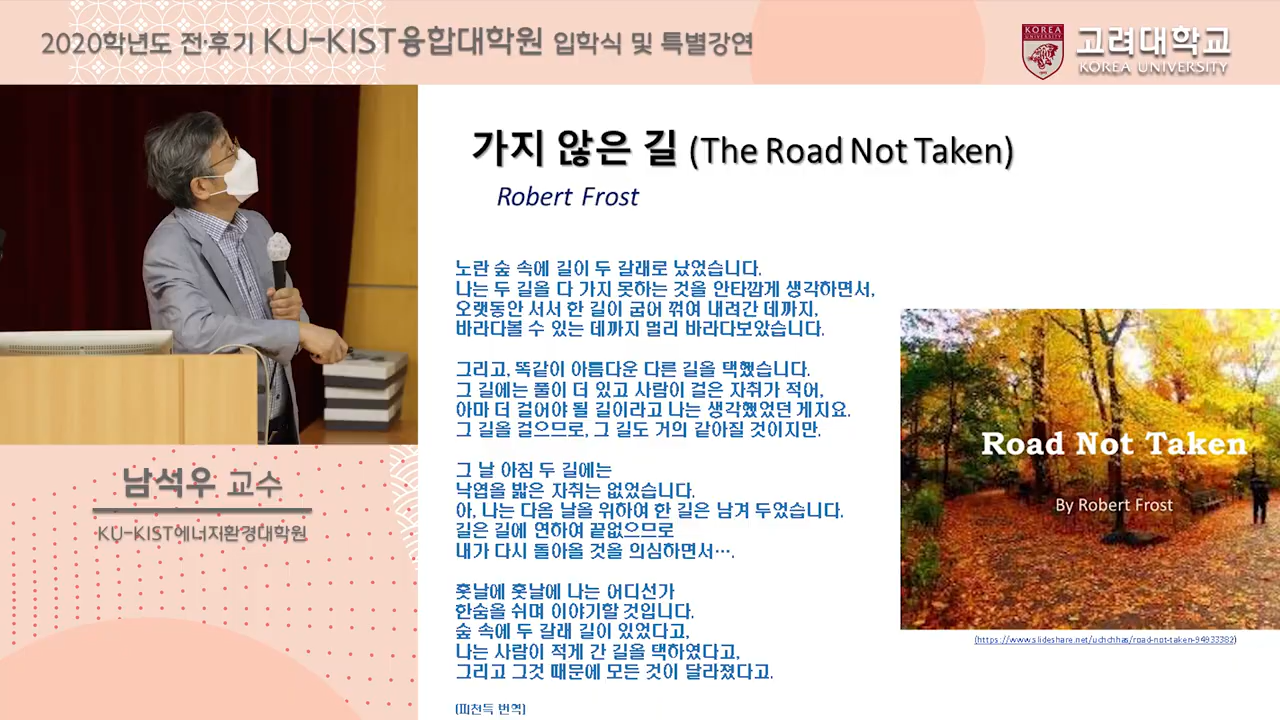 2020학년도 전·후기 KU-KIST융합대학원 입학식 및 특별강연
KOREA
UNIVERSITY
고려대학교
KOREA UNIVERSITY
가지 않은 길 (The Road Not Taken)
Robert Frost
노란 숲 속에 길이 두 갈래로 났었습니다.
나는 두 길을 다 가지 못하는 것을 안타깝게 생각하면서,
오랫동안 서서 한 길이 굽어 꺾여 내려간 데까지,
바라다볼 수 있는 데까지 멀리 바라다보았습니다.
그리고, 똑같이 아름다운 다른 길을 택했습니다.
그 길에는 풀이 더 있고 사람이 걸은 자취가 적어,
아마 더 걸어야 될 길이라고 나는 생각했었던 게지요.
그 길을 걸으므로, 그 길도 거의 같아질 것이지만.
그 날 아침 두 길에는
낙엽을 밟은 자취는 없었습니다.
아, 나는 다음 날을 위하여 한 길은 남겨 두었습니다.
길은 길에 연하여 끝없으므로
내가 다시 돌아올 것을 의심하면서….
훗날에 훗날에 나는 어디선가
한숨을 쉬며 이야기할 것입니다.
숲 속에 두 갈래 길이 있었다고,
나는 사람이 적게 간 길을 택하였다고,
그리고 그것 때문에 모든 것이 달라졌다고.
(피천득 번역)
Road Not Taken
By Robert Frost
(https://www.slideshare.net/uchchhas/road-not-taken-94933382)
남석우 교수
KU-KIST에너지환경대학원